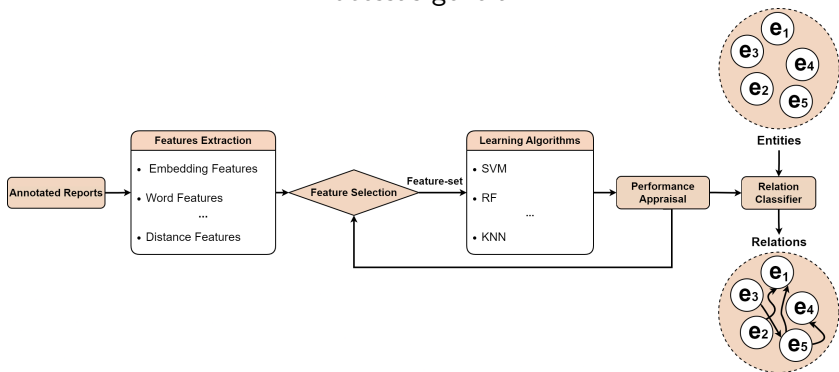 Annotated Reports
Features Extraction
• Embedding Features
• Word Features
...
• Distance Features
Feature Selection
Feature-set
Learning Algorithms
• SVM
• RF
...
• KNN
Performance
Appraisal
Relation
Classifier
e1
e3
e4
e2
e5
Entities
Relations
e1
e3
e4
e2
e5